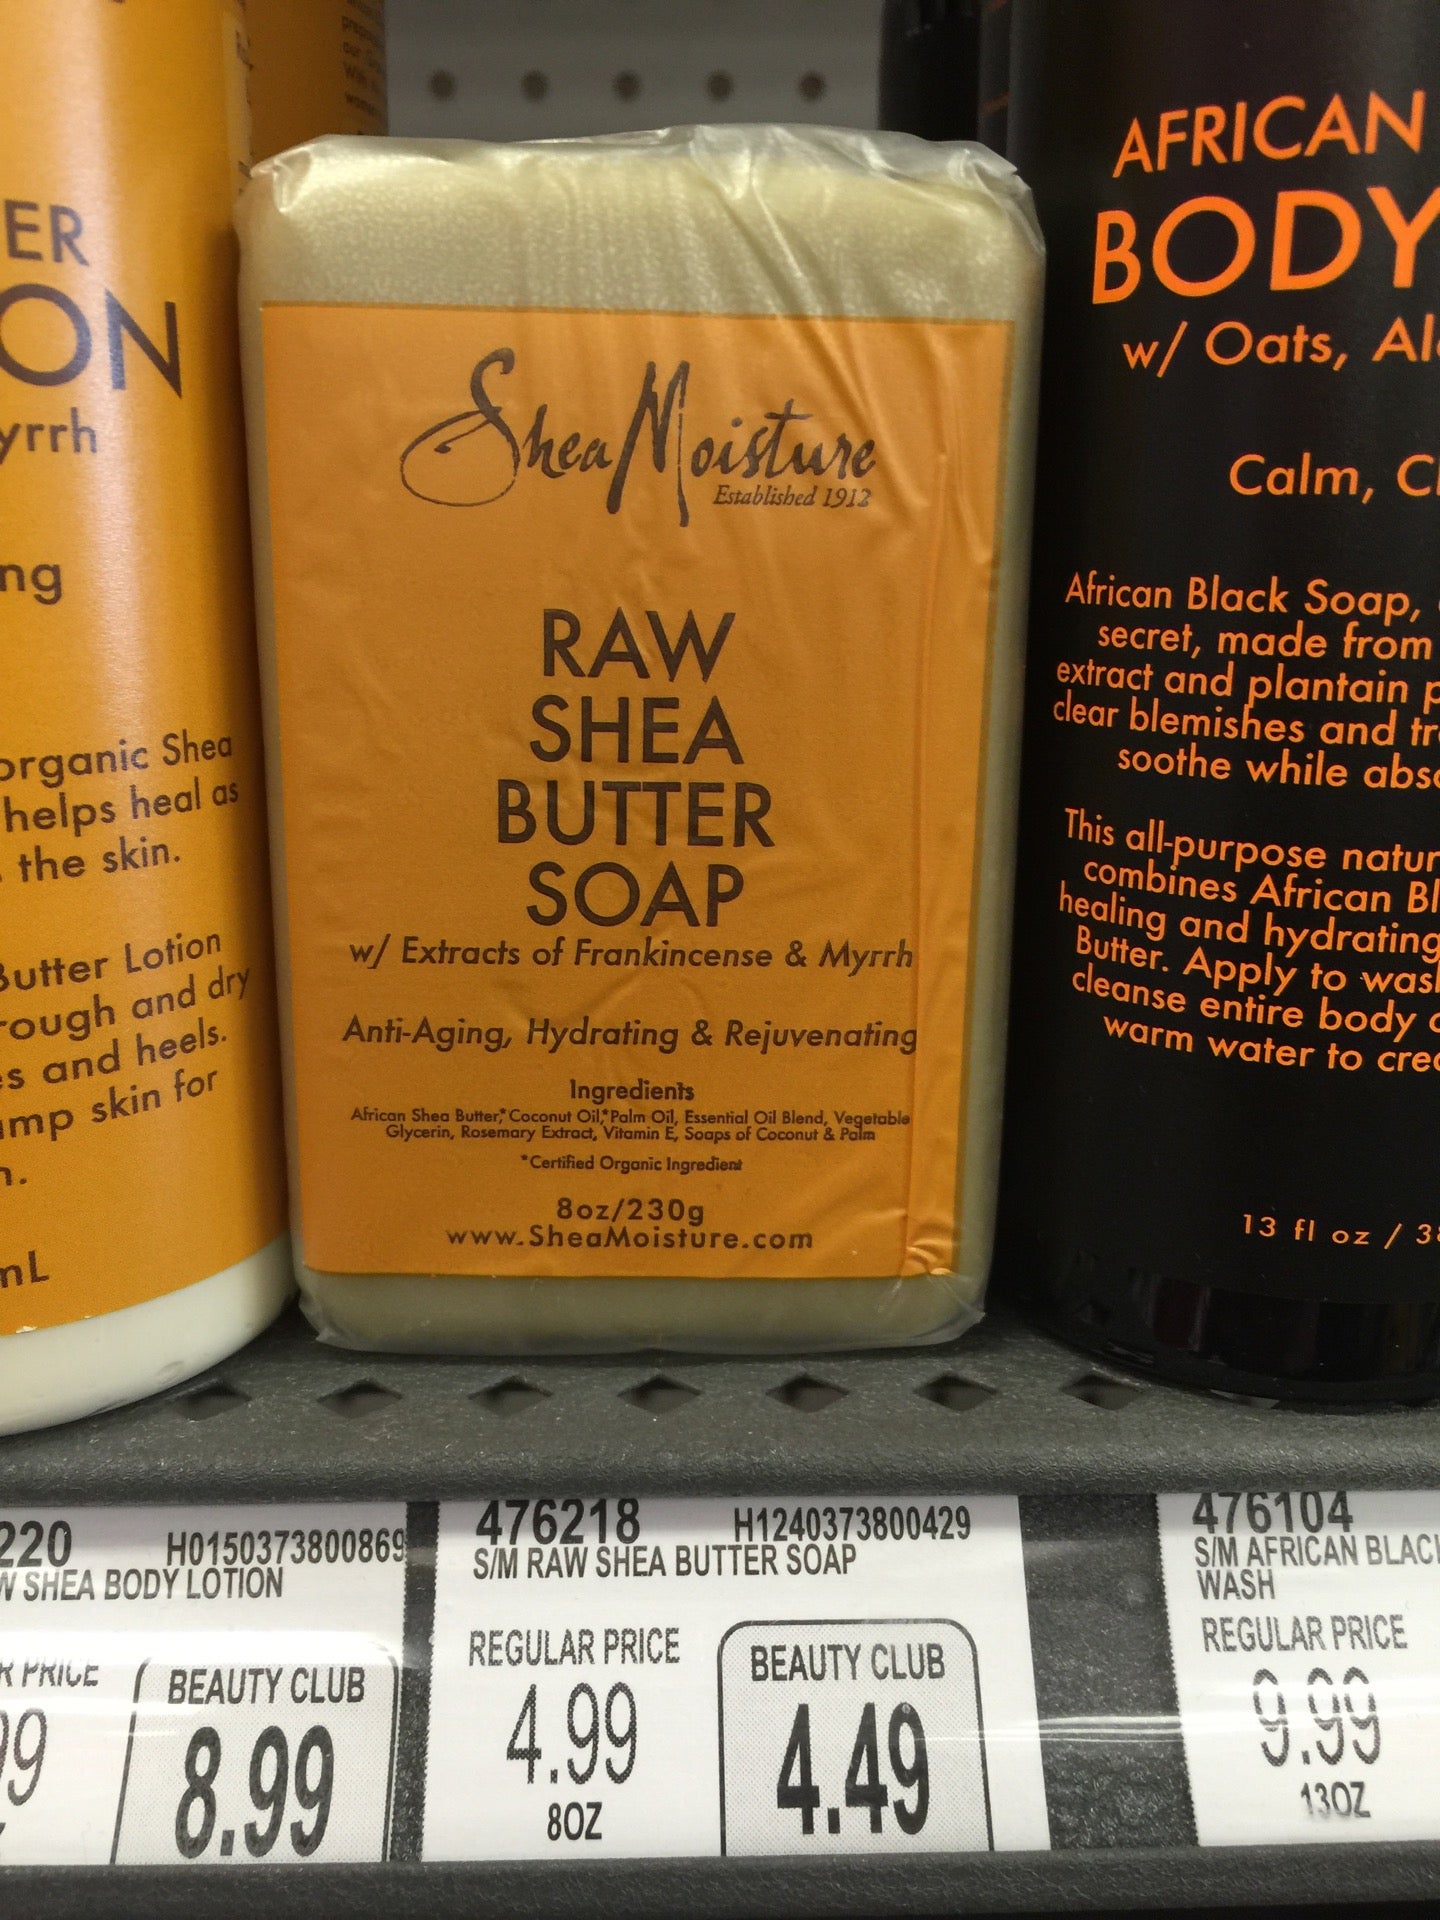 ER
ON
yrrh
ng
organic Shea
helps heal as
the skin.
Butter Lotion
rough and dry
and heels.
skin for
mL
SheaMoisture
Established 1912
RAW
SHEA
BUTTER
SOAP
w/ Extracts of Frankincense & Myrrh
Anti-Aging, Hydrating & Rejuvenating
Ingredients
African Shea Butter,* Coconut Oil,* Palm Oil, Essential Oil Blend, Vegetable
Glycerin, Rosemary Extract, Vitamin E, Soaps of Coconut & Palm
*Certified Organic Ingredient
8oz/230g
www.SheaMoisture.com
AFRICAN
BODY
w/ Oats, Al
Calm, Cl
African Black Soap,
secret, made from
extract and plantain p
clear blemishes and tr
soothe while abs
This all-purpose natur
combines African Bl
healing and hydrating
Butter. Apply to wash
cleanse entire body
warm water to crea
13 fl oz / 38
220 H0150373800869
W SHEA BODY LOTION
R PRICE
99
BEAUTY CLUB
8.99
476218 H1240373800429
S/M RAW SHEA BUTTER SOAP
REGULAR PRICE
4.99
8OZ
BEAUTY CLUB
4.49
476104
S/M AFRICAN BLACK
WASH
REGULAR PRICE
9.99
13OZ